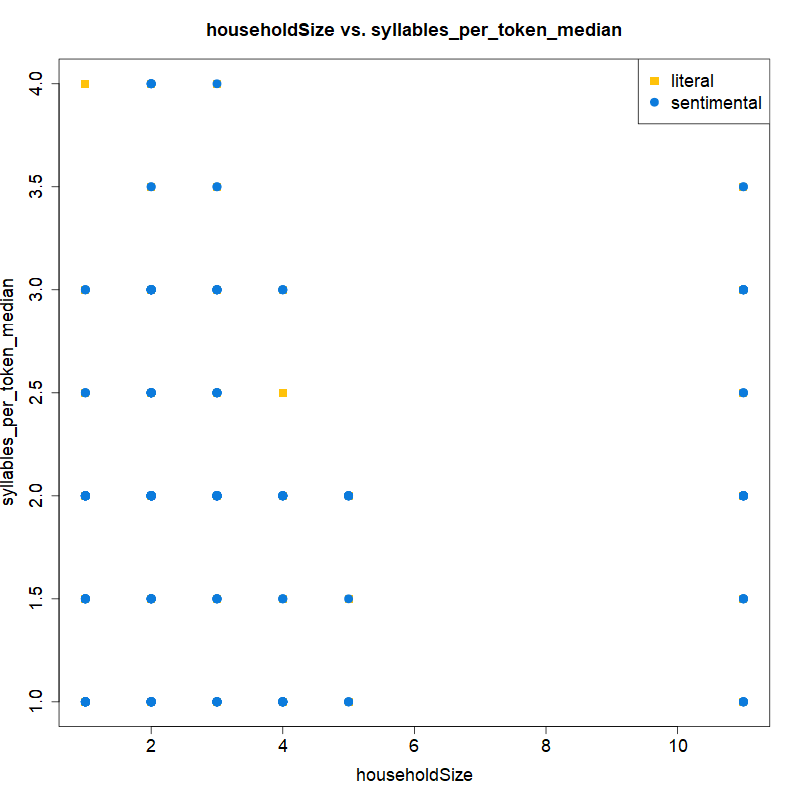 householdSize vs. syllables_per_token_median
literal
sentimental
syllables_per_token_median
4.0
3.5
3.0
2.5
2.0
1.5
1.0
2 4 6 8 10
householdSize